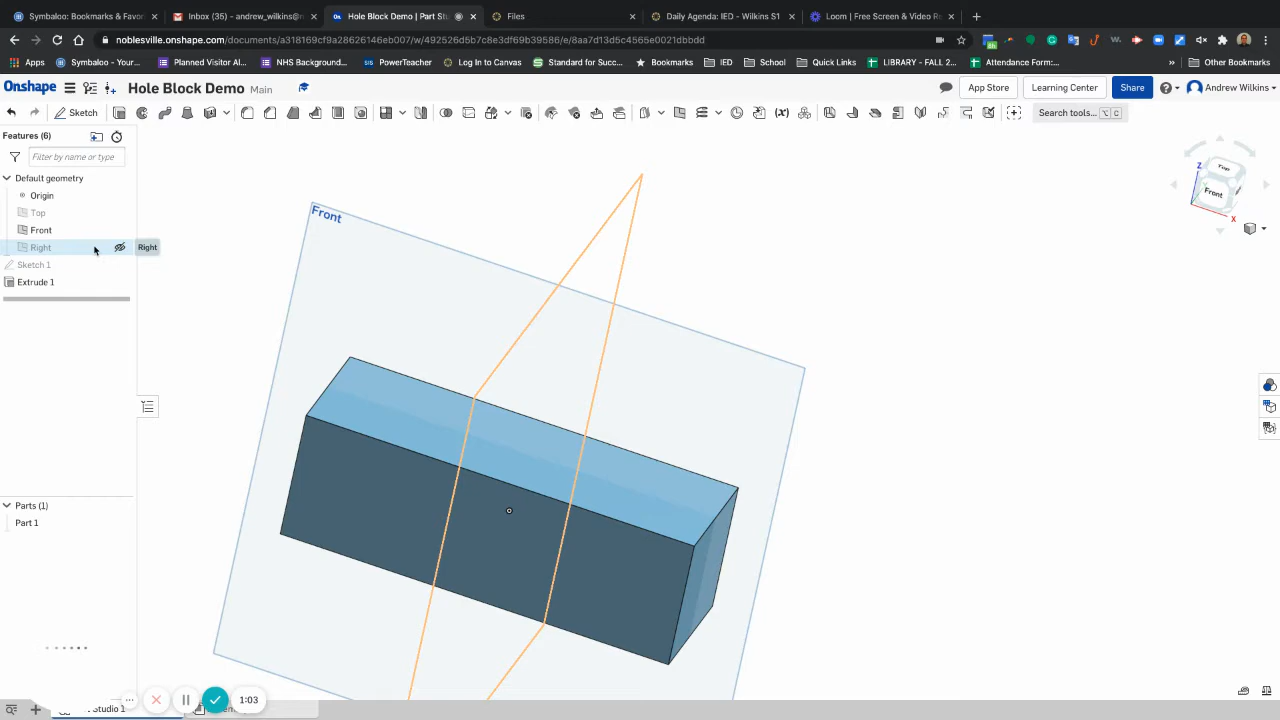 Symbaloo: Bookmarks & Favor
Inbox (35) - andrew_wilkins@n
Hole Block Demo | Part Stu
Files
Daily Agenda: IED - Wilkins S1
Loom | Free Screen & Video Ru
noblesville.onshape.com/documents/a318169cf9a28626146eb007/w/492526d5b7c8e3df69b39586/e/8aa7d13d5c4565e0021dbbdd
Apps
Symbaloo - Your...
Planned Visitor Al...
NHS Background...
SIS PowerTeacher
Log In to Canvas
Standard for Succ...
Bookmarks
IED
School
Quick Links
LIBRARY - FALL 2...
Attendance Form:...
»
Other Bookmarks
Onshape
Hole Block Demo Main
App Store
Learning Center
Share
Andrew Wilkins
Sketch
(x)
Search tools... ⌥ C
Features (6)
Filter by name or type
Default geometry
Origin
Top
Front
Right
Right
Sketch 1
Extrude 1
Front
Z
Top
Front
X
Parts (1)
Part 1
1:03
Studio 1